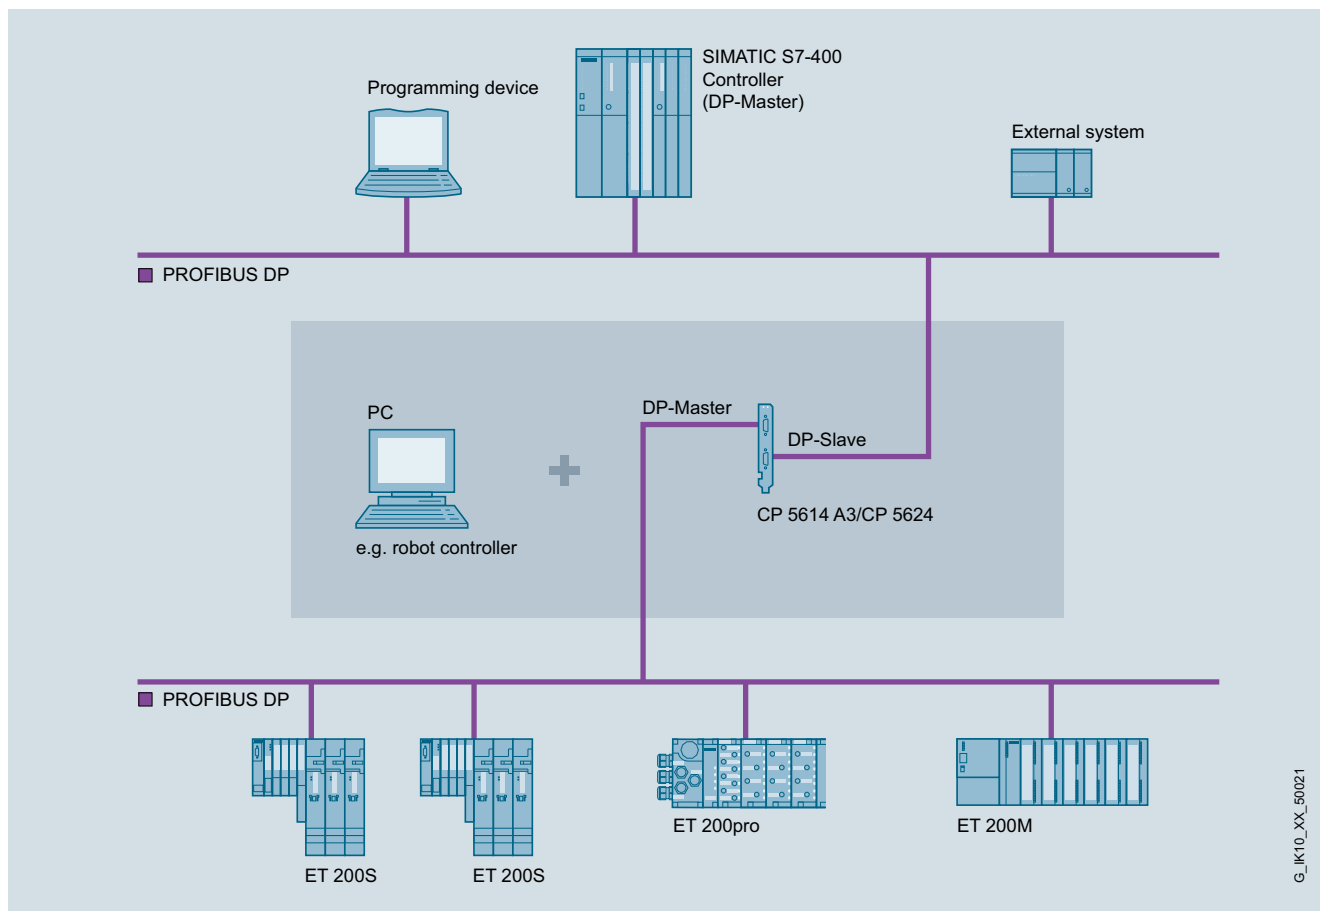 SIMATIC S7-400
Controller
(DP-Master)
Programming device
External system
PROFIBUS DP
DP-Master
PC
DP-Slave
CP 5614 A3/CP 5624
e.g. robot controller
PROFIBUS DP
ET 200S
ET 200S
ET 200pro
ET 200M
G_IK10_XX_50021